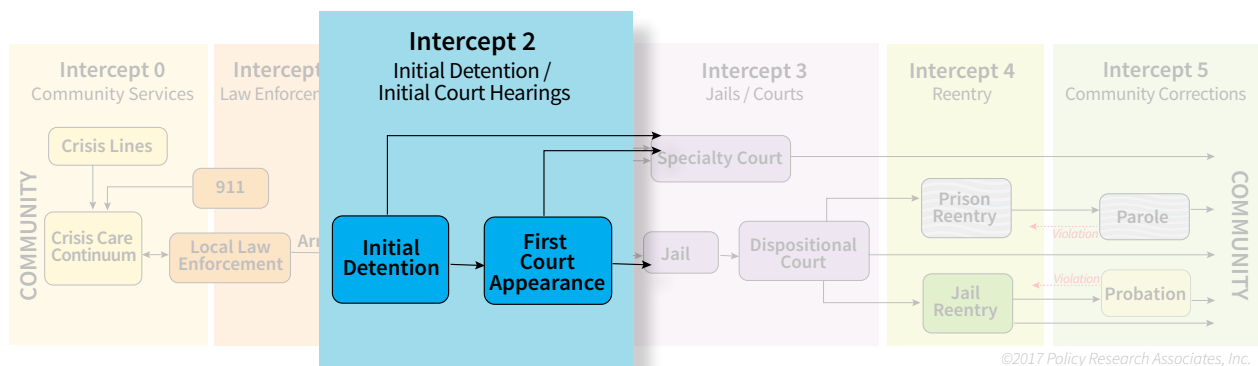 Intercept 0
Community Services
COMMUNITY
Crisis Lines
911
Crisis Care
Continuum
Local Law
Enforcement
Intercept
Law Enforcem
Arr
Intercept 2
Initial Detention /
Initial Court Hearings
Initial
Detention
First
Court
Appearance
Intercept 3
Jails / Courts
Specialty Court
Jail
Dispositional
Court
Intercept 4
Reentry
Prison
Reentry
Jail
Reentry
Intercept 5
Community Corrections
Violation
Parole
Violation
Probation
COMMUNITY
©2017 Policy Research Associates, Inc.